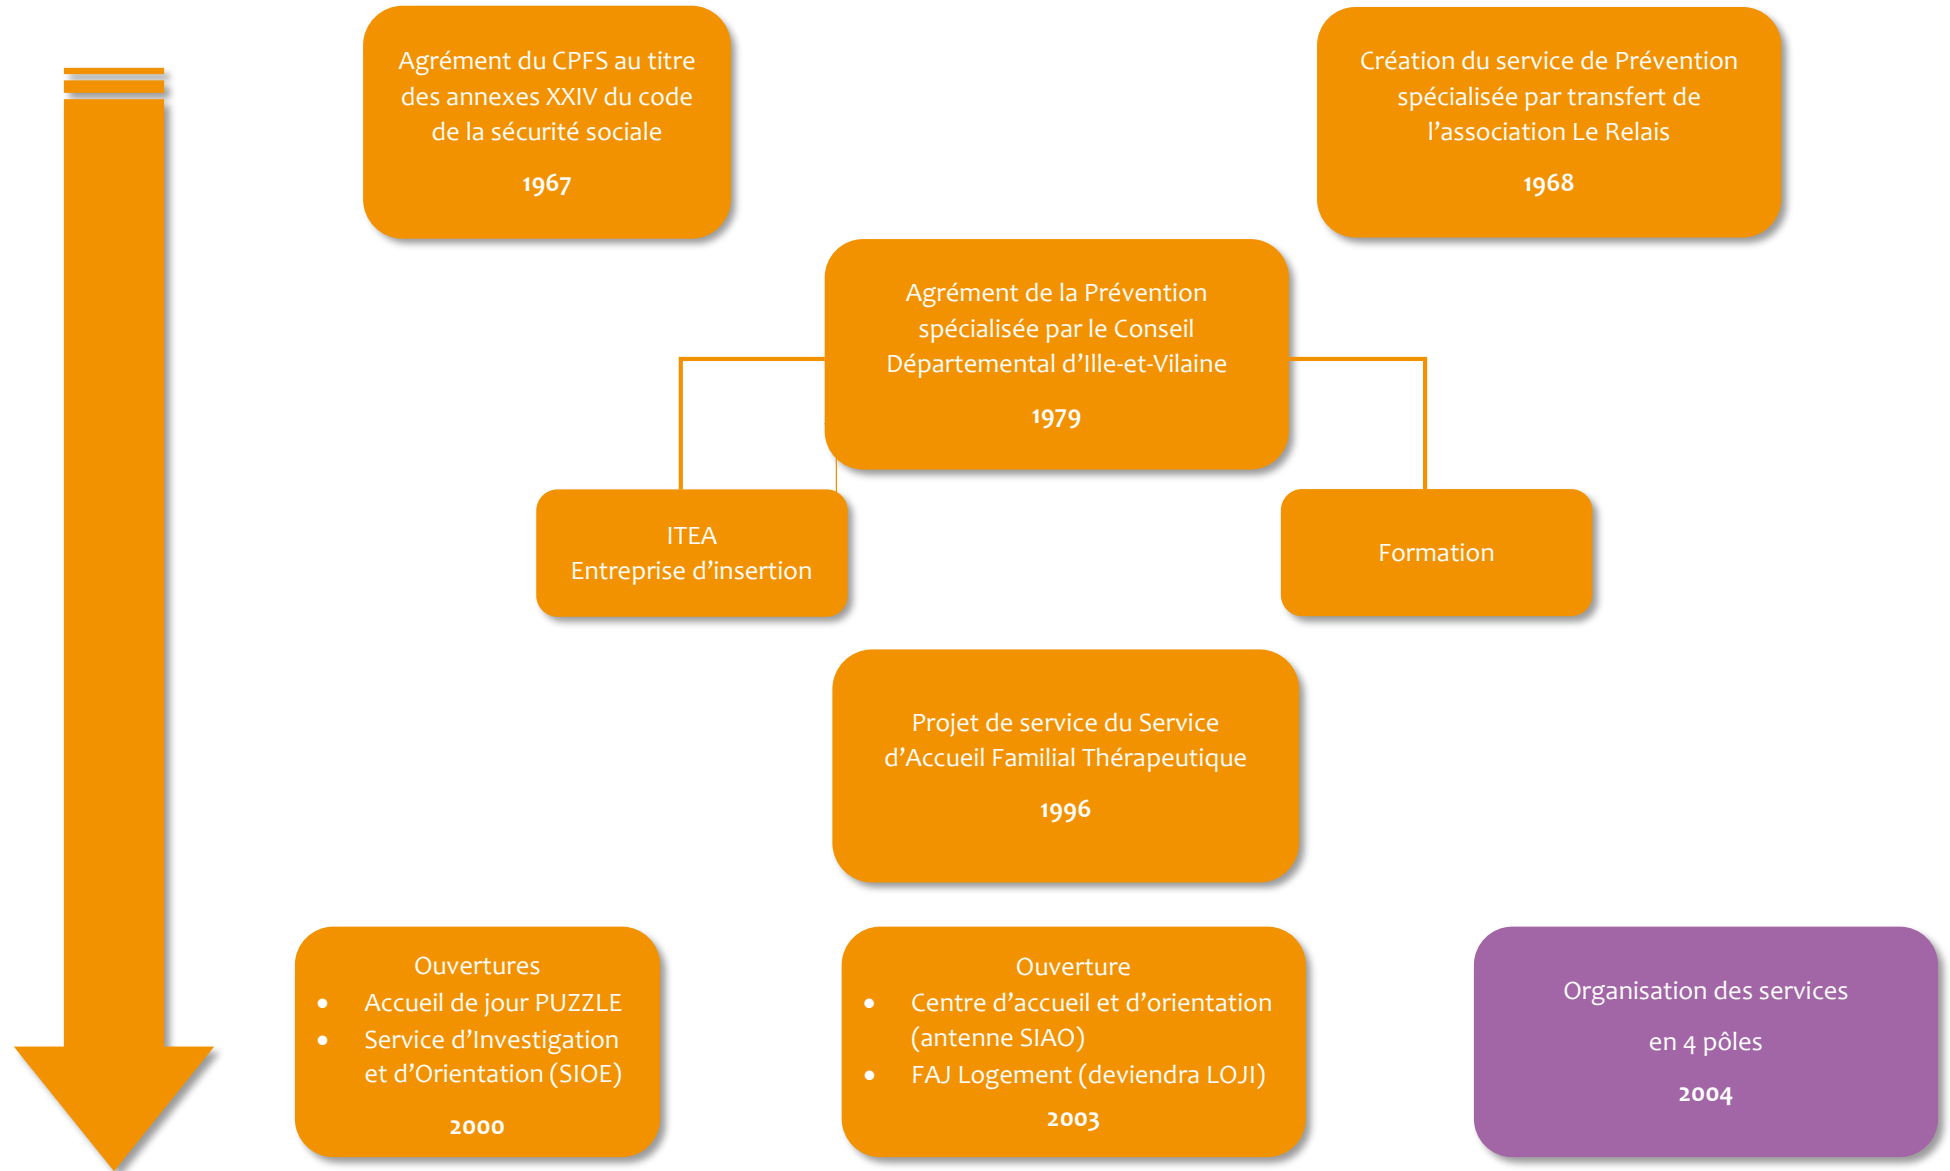 Agrément du CPFS au titre
des annexes XXIV du code
de la sécurité sociale
1967
Création du service de Prévention
spécialisée par transfert de
l’association Le Relais
1968
Agrément de la Prévention
spécialisée par le Conseil
Départemental d’Ille-et-Vilaine
1979
ITEA
Entreprise d’insertion
Formation
Projet de service du Service
d’Accueil Familial Thérapeutique
1996
Ouvertures
• Accueil de jour PUZZLE
• Service d’Investigation
et d’Orientation (SIOE)
2000
Ouverture
• Centre d’accueil et d’orientation
(antenne SIAO)
• FAJ Logement (deviendra LOJI)
2003
Organisation des services
en 4 pôles
2004